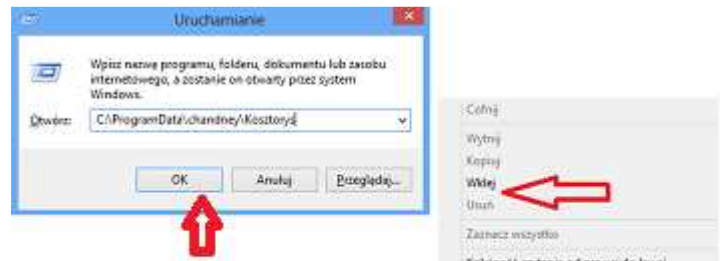 Uruchamianie
Wpisz nazwę programu, folderu, dokumentu lub zasobu
internetowego, a zostanie on otwarty przez system
Windows.
Otwórz: C:\ProgramData\chandney\Kosztorys
OK Anuluj Przeglądaj...
Cofnij
Wytnij
Kopiuj
Wklej
Usuń
Zaznacz wszystko